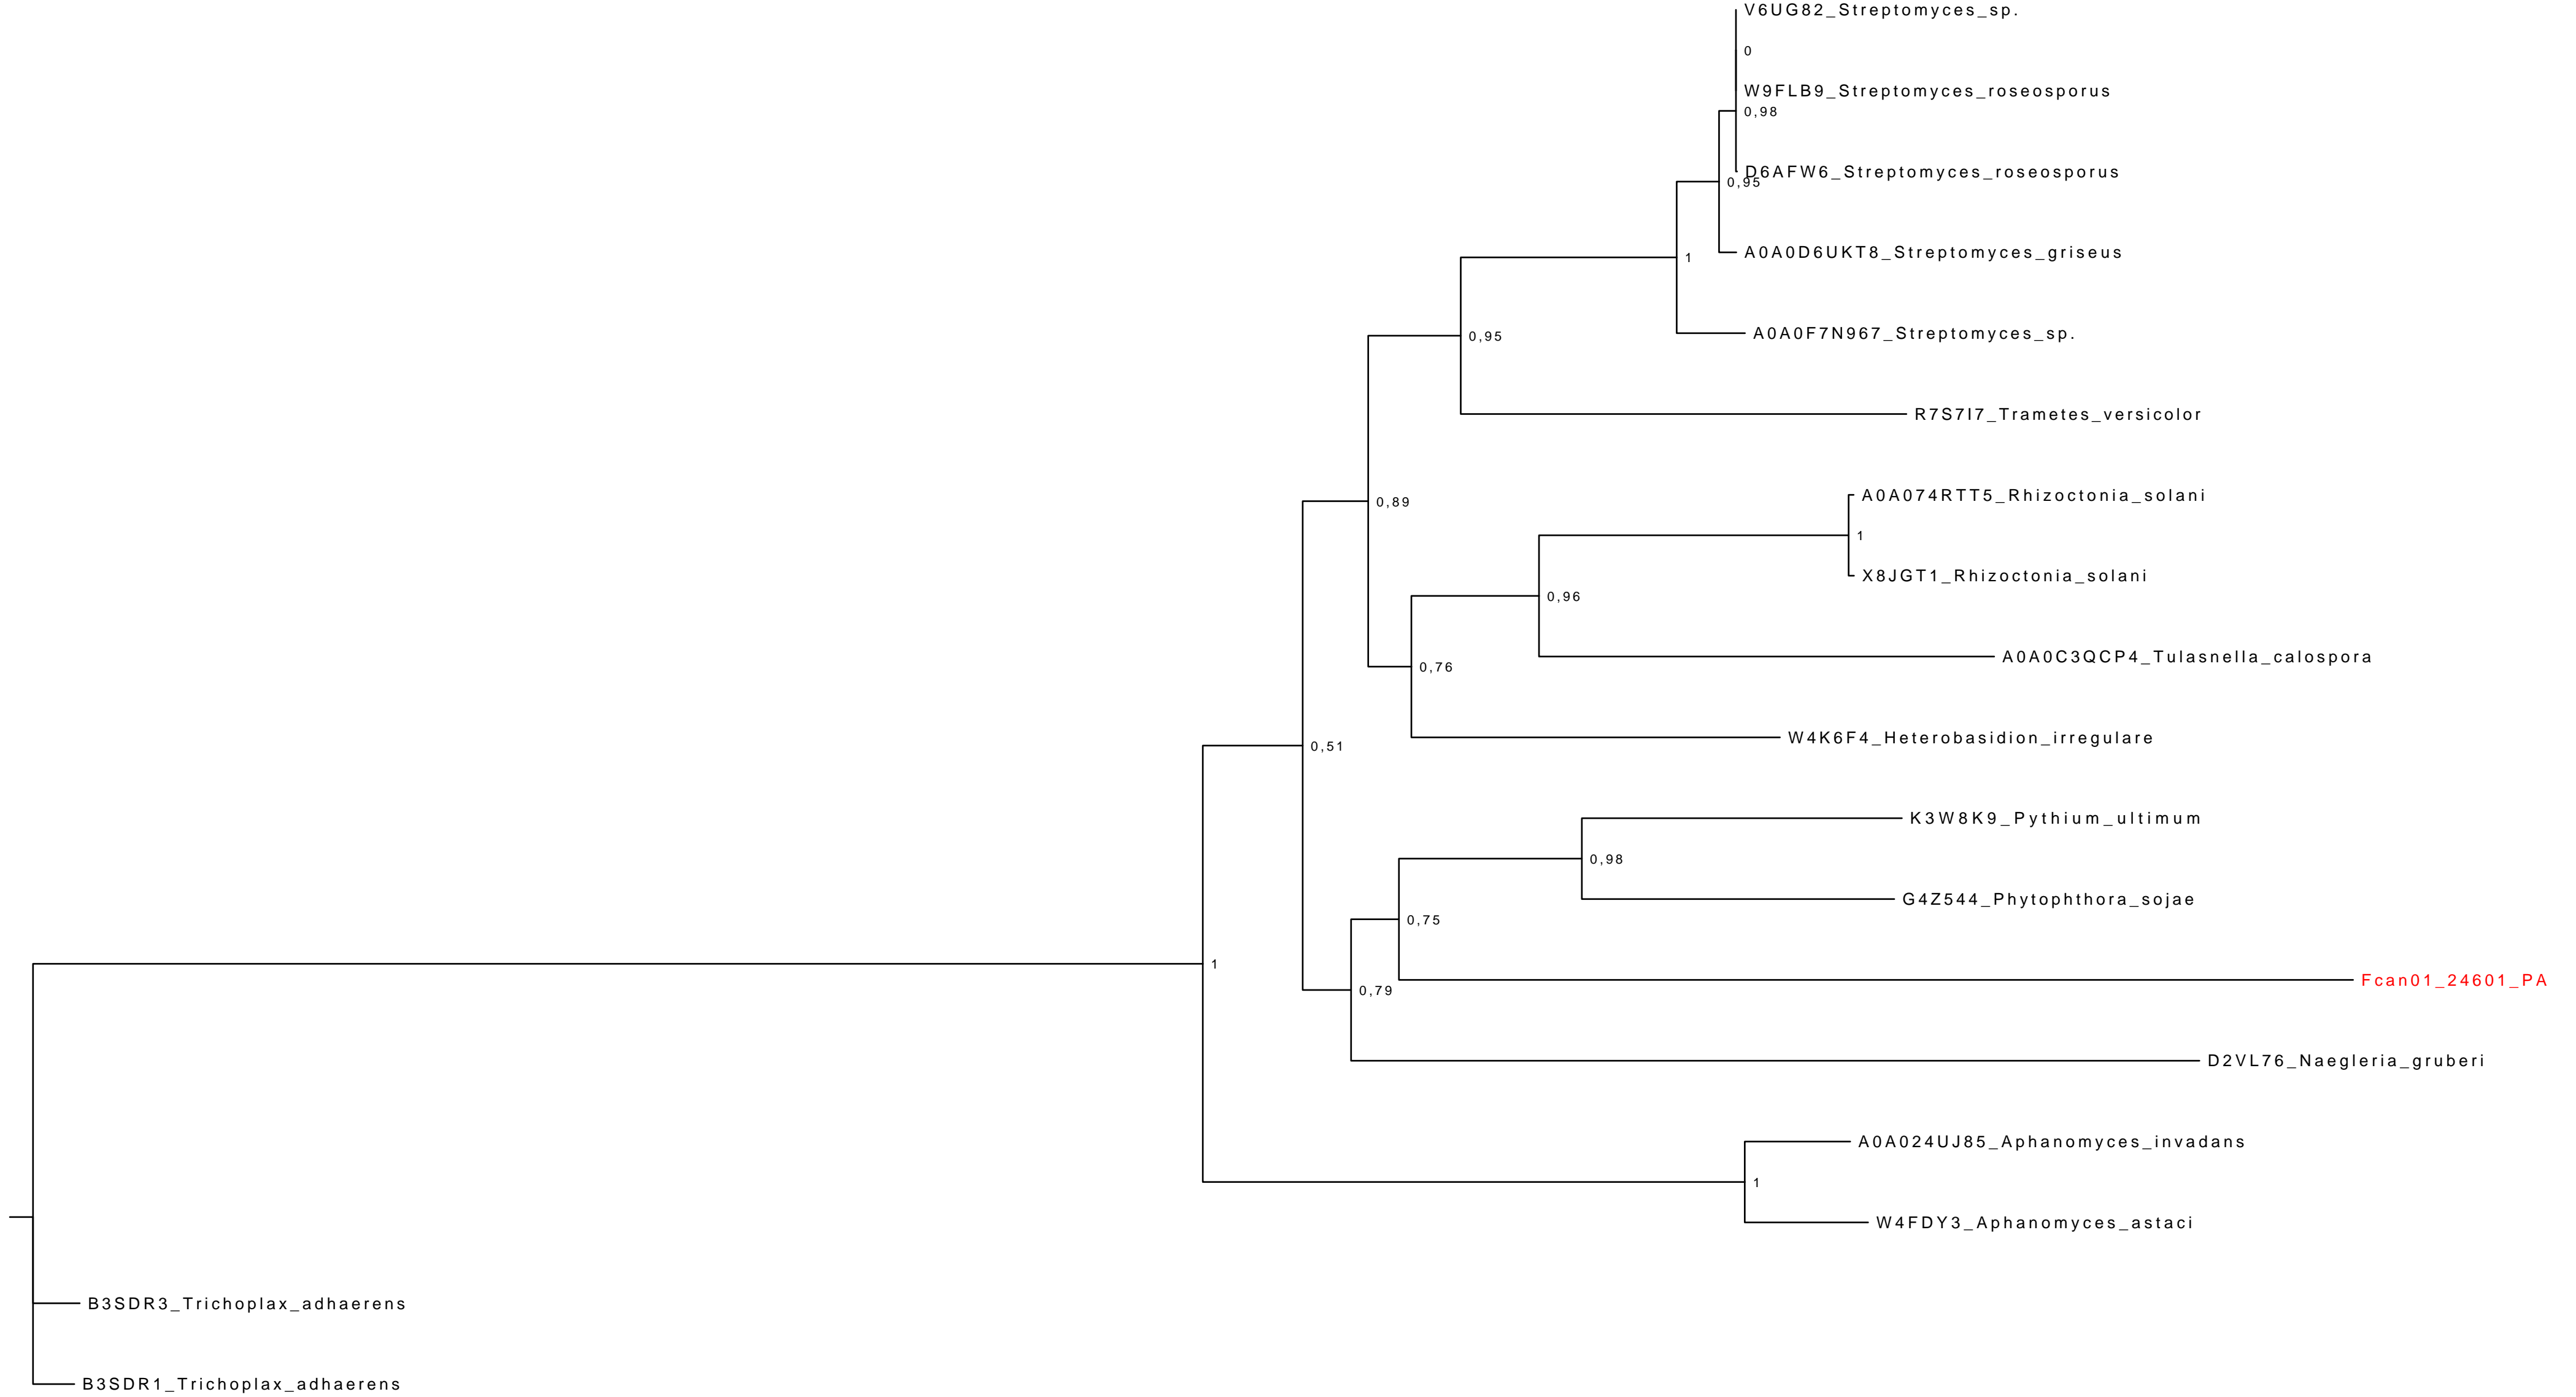 V6UG82_Streptomyces_sp.
0
W9FLB9_Streptomyces_roseosporus
0,98
D6AFW6_Streptomyces_roseosporus
0,95
A0A0D6UKT8_Streptomyces_griseus
1
A0A0F7N967_Streptomyces_sp.
0,95
R7S7I7_Trametes_versicolor
A0A074RTT5_Rhizoctonia_solani
0,89
1
X8JGT1_Rhizoctonia_solani
0,96
A0A0C3QCP4_Tulasnella_calospora
0,76
W4K6F4_Heterobasidion_irregulare
0,51
K3W8K9_Pythium_ultimum
0,98
G4Z544_Phytophthora_sojae
0,75
1
Fcan01_24601_PA
0,79
D2VL76_Naegleria_gruberi
A0A024UJ85_Aphanomyces_invadans
1
W4FDY3_Aphanomyces_astaci
B3SDR3_Trichoplax_adhaerens
B3SDR1_Trichoplax_adhaerens